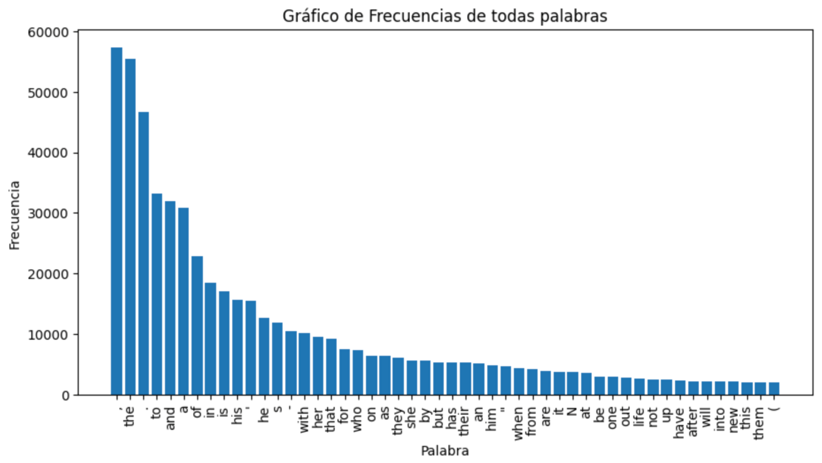 Gráfico de Frecuencias de todas palabras
Frecuencia
60000
50000
40000
30000
20000
10000
0
, the . to and a of in is his ' he s - with her that for who on as they she by but has their an him " when from are it N at be one out life not up have after will into new this them (
Palabra